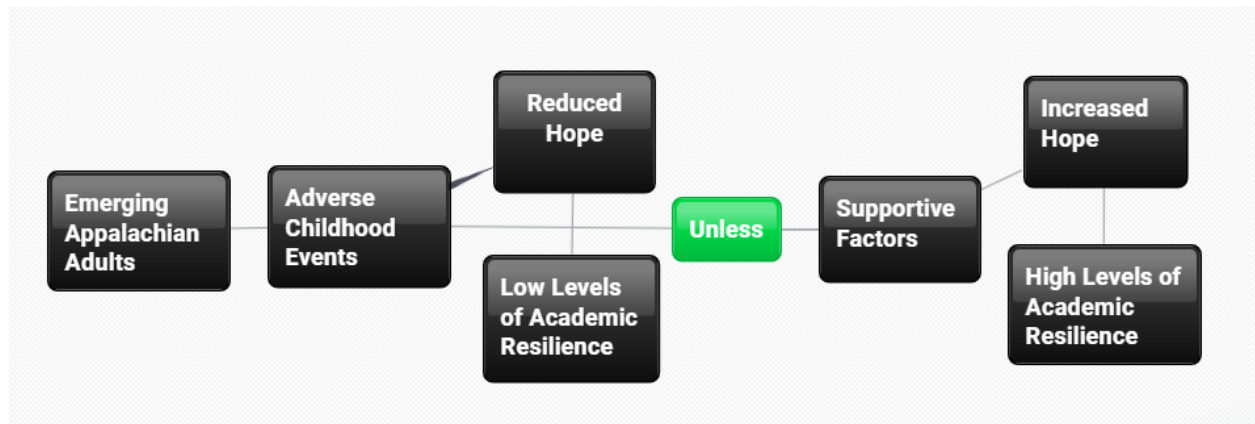 Emerging
Appalachian
Adults
Adverse
Childhood
Events
Reduced
Hope
Low Levels
of Academic
Resilience
Unless
Supportive
Factors
Increased
Hope
High Levels of
Academic
Resilience